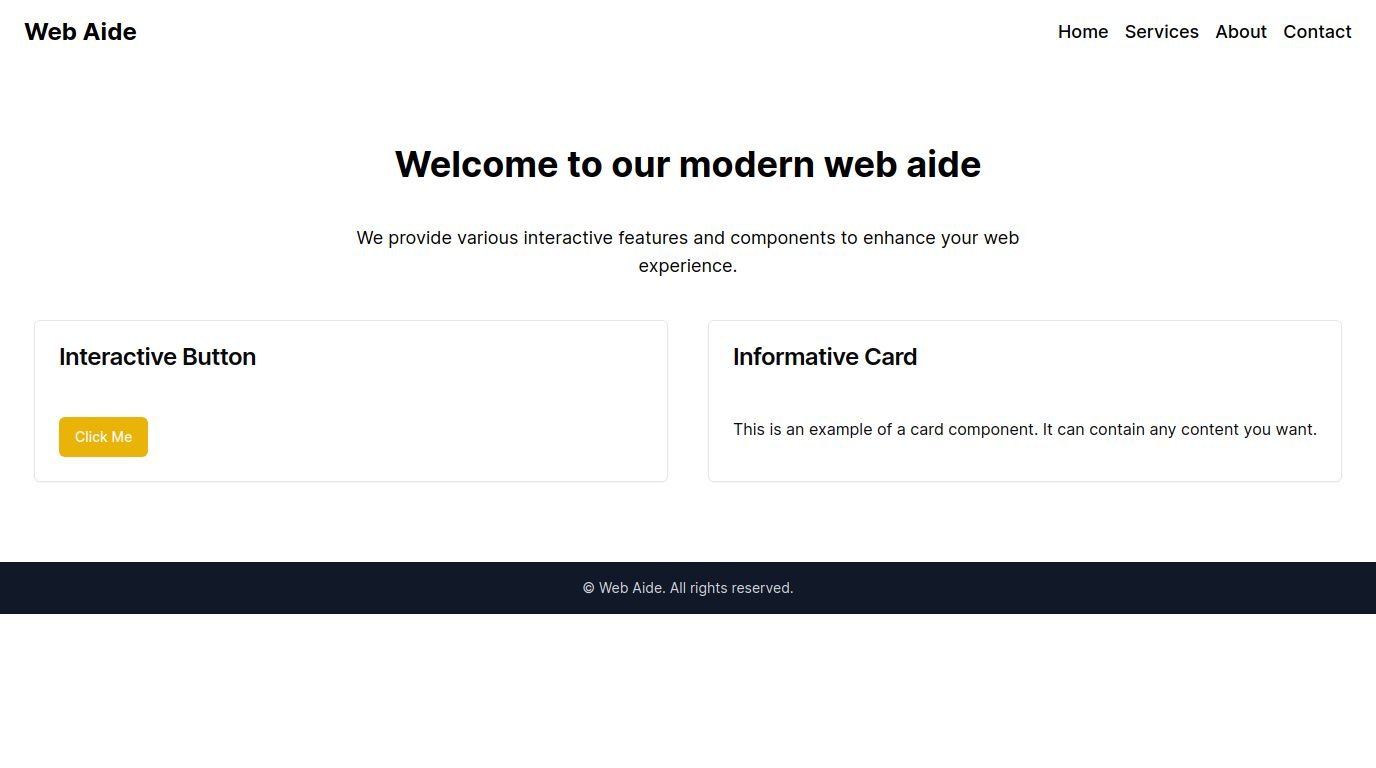 Web Aide
Home Services About Contact
Welcome to our modern web aide
We provide various interactive features and components to enhance your web
experience.
Interactive Button
Click Me
Informative Card
This is an example of a card component. It can contain any content you want.
© Web Aide. All rights reserved.